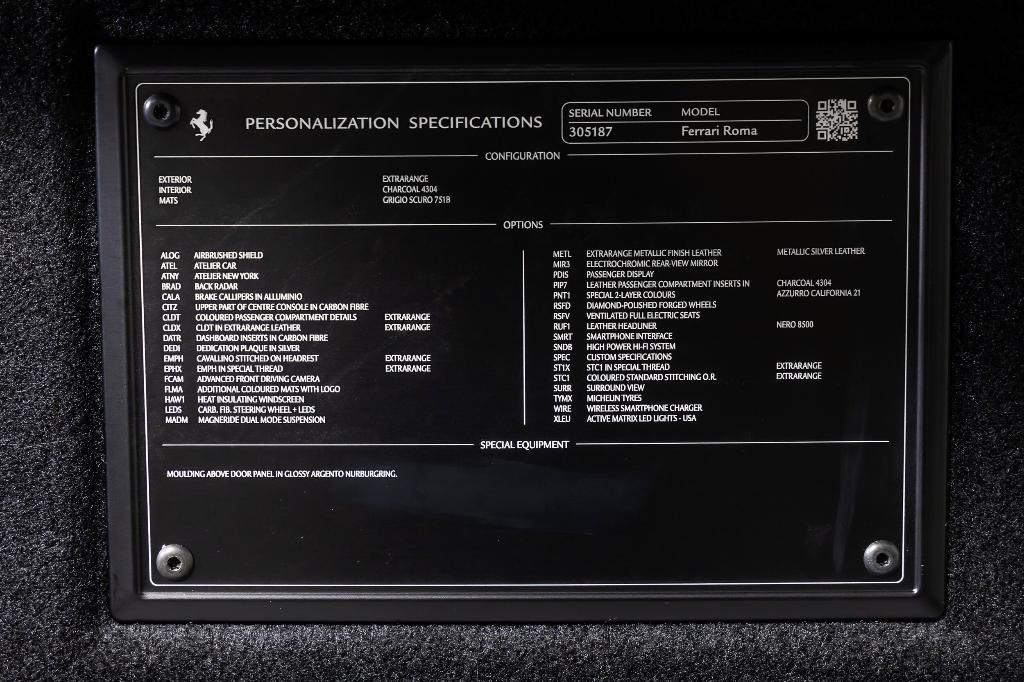 PERSONALIZATION SPECIFICATIONS
SERIAL NUMBER MODEL
305187 Ferrari Roma
CONFIGURATION
EXTERIOR EXTRARANGE
INTERIOR CHARCOAL 4304
MATS GRIGIO SCURO 751B
OPTIONS
ALOG AIRBRUSHED SHIELD
ATEL ATELIER CAR
ATNY ATELIER NEW YORK
BRAD BACK RADAR
CALA BRAKE CALLIPERS IN ALLUMINIO
CITZ UPPER PART OF CENTRE CONSOLE IN CARBON FIBRE
CLDT COLOURED PASSENGER COMPARTMENT DETAILS EXTRARANGE
CLDX CLDT IN EXTRARANGE LEATHER EXTRARANGE
DATR DASHBOARD INSERTS IN CARBON FIBRE
DEDI DEDICATION PLAQUE IN SILVER
EMPH CAVALLINO STITCHED ON HEADREST EXTRARANGE
EPHX EMPH IN SPECIAL THREAD EXTRARANGE
FCAM ADVANCED FRONT DRIVING CAMERA
FLMA ADDITIONAL COLOURED MATS WITH LOGO
HAW1 HEAT INSULATING WINDSCREEN
LEDS CARB. FIB. STEERING WHEEL + LEDS
MADM MAGNERIDE DUAL MODE SUSPENSION
METL EXTRARANGE METALLIC FINISH LEATHER METALLIC SILVER LEATHER
MIR3 ELECTROCHROMIC REAR-VIEW MIRROR
PDIS PASSENGER DISPLAY
PIP7 LEATHER PASSENGER COMPARTMENT INSERTS IN CHARCOAL 4304
PNT1 SPECIAL 2-LAYER COLOURS AZZURRO CALIFORNIA 21
RSFD DIAMOND-POLISHED FORGED WHEELS
RSFV VENTILATED FULL ELECTRIC SEATS
RUF1 LEATHER HEADLINER NERO 8500
SMRT SMARTPHONE INTERFACE
SNDB HIGH POWER HI-FI SYSTEM
SPEC CUSTOM SPECIFICATIONS
ST1X STC1 IN SPECIAL THREAD EXTRARANGE
STC1 COLOURED STANDARD STITCHING O.R. EXTRARANGE
SURR SURROUND VIEW
TYMX MICHELIN TYRES
WIRE WIRELESS SMARTPHONE CHARGER
XLEU ACTIVE MATRIX LED LIGHTS - USA
SPECIAL EQUIPMENT
MOULDING ABOVE DOOR PANEL IN GLOSSY ARGENTO NURBURGRING.